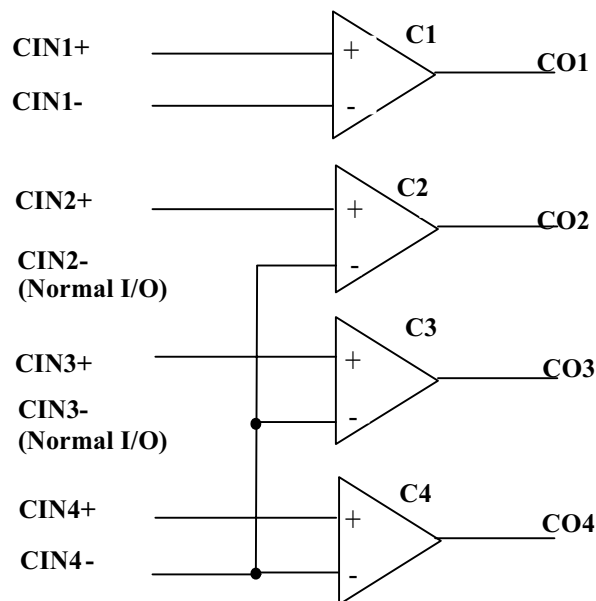 CIN1+
+
C1
CO1
CIN1-
-
CIN2+
+
C2
CO2
CIN2-
(Normal I/O)
-
CIN3+
+
C3
CO3
CIN3-
(Normal I/O)
-
CIN4+
+
C4
CO4
CIN4-
-